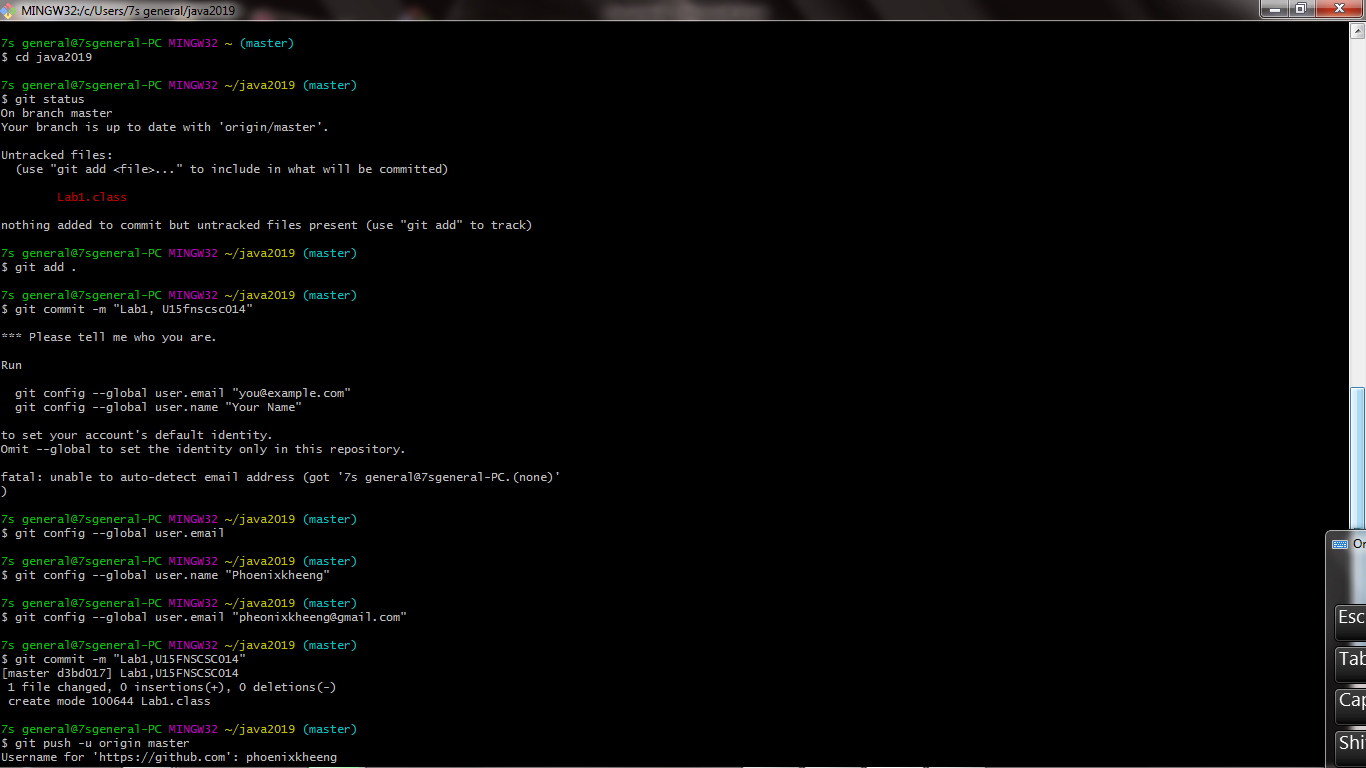 MINGW32:/c/Users/7s general/java2019
7s general@7sgeneral-PC MINGW32 ~ (master)
$ cd java2019
7s general@7sgeneral-PC MINGW32 ~/java2019 (master)
$ git status
On branch master
Your branch is up to date with 'origin/master'.
Untracked files:
  (use "git add <file>..." to include in what will be committed)
        Lab1.class
nothing added to commit but untracked files present (use "git add" to track)
7s general@7sgeneral-PC MINGW32 ~/java2019 (master)
$ git add .
7s general@7sgeneral-PC MINGW32 ~/java2019 (master)
$ git commit -m "Lab1, U15fnscsc014"
*** Please tell me who you are.
Run
  git config --global user.email "you@example.com"
  git config --global user.name "Your Name"
to set your account's default identity.
Omit --global to set the identity only in this repository.
fatal: unable to auto-detect email address (got '7s general@7sgeneral-PC.(none)'
)
7s general@7sgeneral-PC MINGW32 ~/java2019 (master)
$ git config --global user.email
7s general@7sgeneral-PC MINGW32 ~/java2019 (master)
$ git config --global user.name "Phoenixkheeng"
7s general@7sgeneral-PC MINGW32 ~/java2019 (master)
$ git config --global user.email "pheonixkheeng@gmail.com"
7s general@7sgeneral-PC MINGW32 ~/java2019 (master)
$ git commit -m "Lab1,U15FNSCSC014"
[master d3bd017] Lab1,U15FNSCSC014
 1 file changed, 0 insertions(+), 0 deletions(-)
 create mode 100644 Lab1.class
7s general@7sgeneral-PC MINGW32 ~/java2019 (master)
$ git push -u origin master
Username for 'https://github.com': phoenixkheeng
Esc
Tab
Cap
Shi